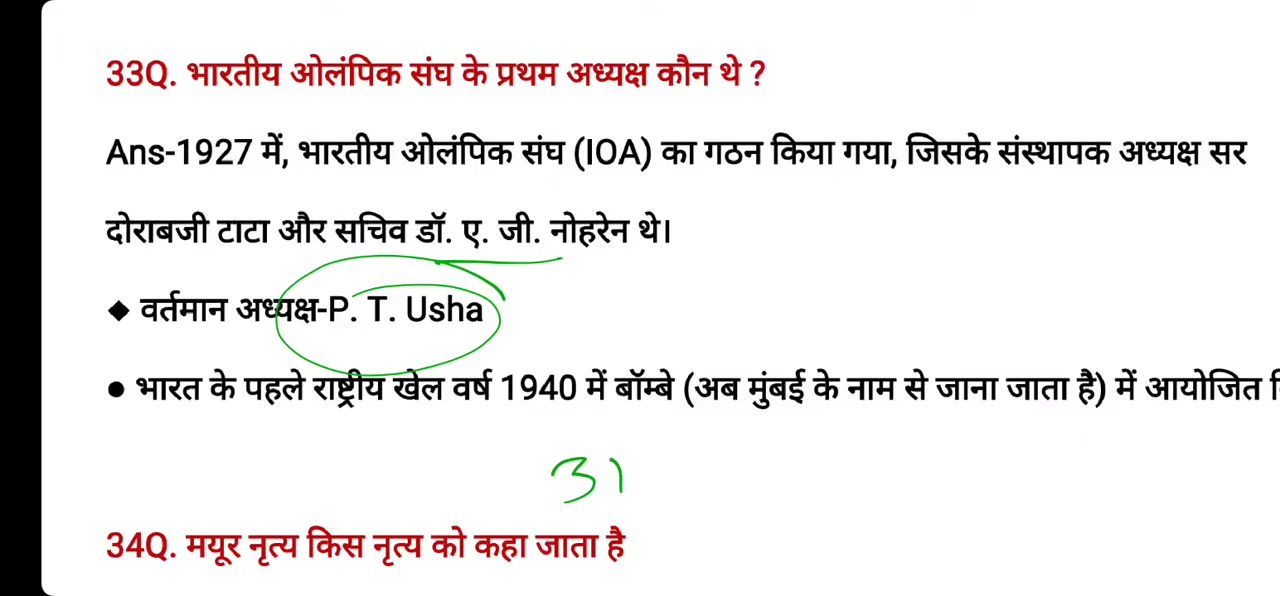 33Q. भारतीय ओलंपिक संघ के प्रथम अध्यक्ष कौन थे ?
Ans-1927 में, भारतीय ओलंपिक संघ (IOA) का गठन किया गया, जिसके संस्थापक अध्यक्ष सर
दोराबजी टाटा और सचिव डॉ. ए. जी. नोहरेन थे।
◆ वर्तमान अध्यक्ष-P. T. Usha
● भारत के पहले राष्ट्रीय खेल वर्ष 1940 में बॉम्बे (अब मुंबई के नाम से जाना जाता है) में आयोजित
34Q. मयूर नृत्य किस नृत्य को कहा जाता है